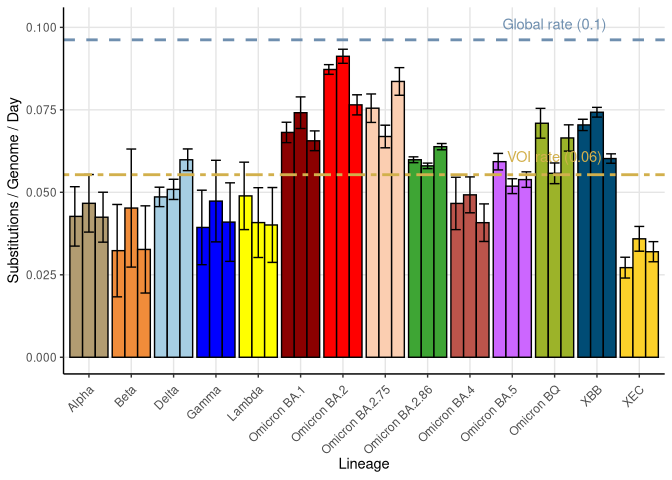 Global rate (0.1)
VOI rate (0.06)
Substitutions / Genome / Day
0.100
0.075
0.050
0.025
0.000
Alpha
Beta
Delta
Gamma
Lambda
Omicron BA.1
Omicron BA.2
Omicron BA.2.75
Omicron BA.2.86
Omicron BA.4
Omicron BA.5
Omicron BQ
XBB
XEC
Lineage